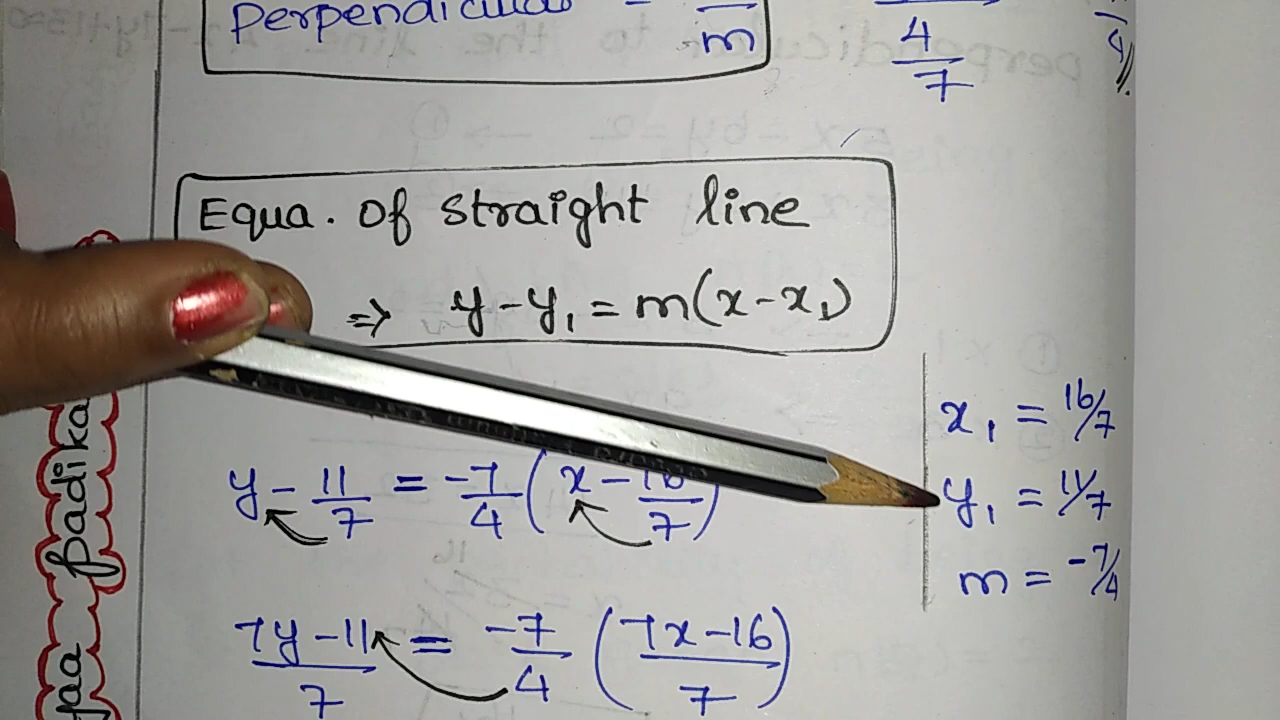 Perpendicular = — / m
4/7
Equa. Of straight line
⇒ y - y₁ = m(x - x₁)
x₁ = 16/7
y - 11/7 = -7/4 (x - 16/7)
y₁ = 11/7
m = -7/4
(7y - 11)/7 = -7/4 ((7x - 16)/7)
padika